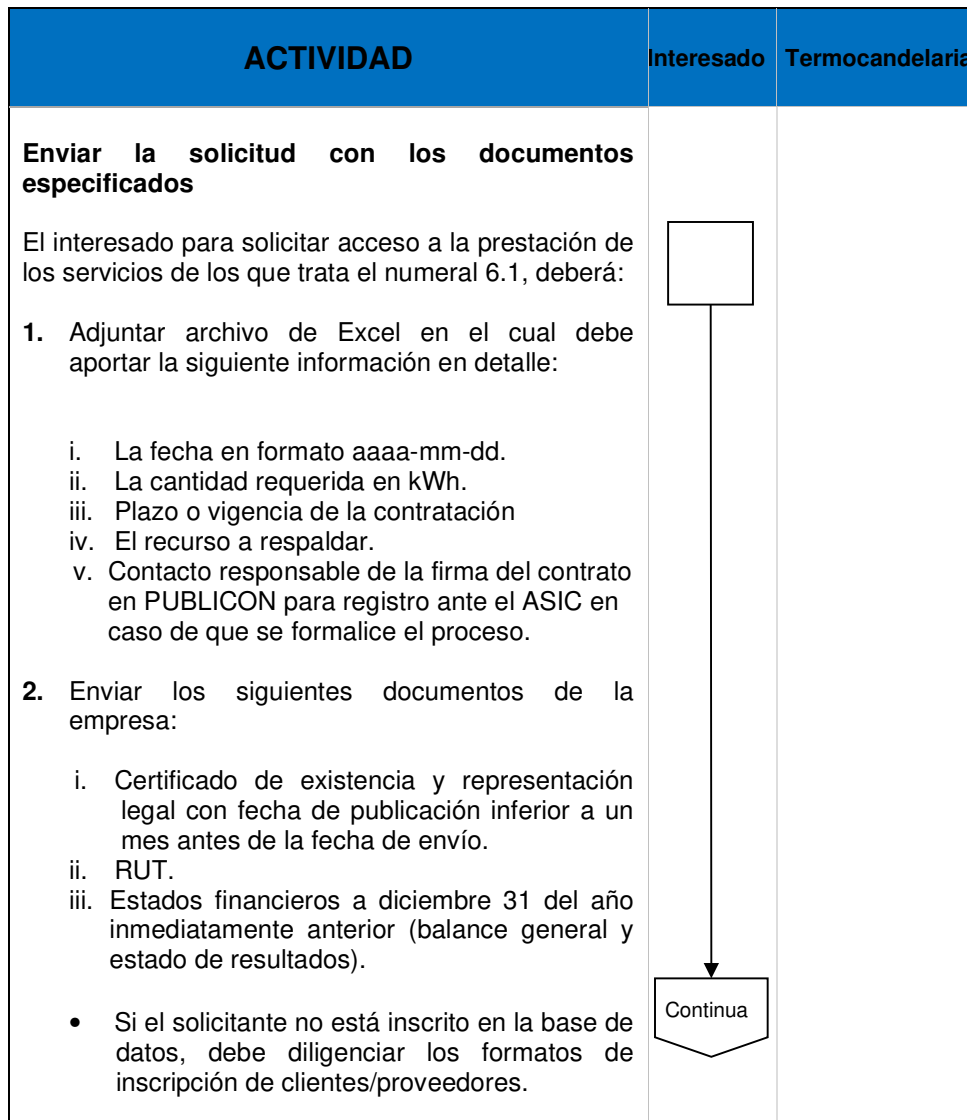 ACTIVIDAD
Interesado
Termocandelaria
Enviar la solicitud con los documentos
especificados
El interesado para solicitar acceso a la prestación de
los servicios de los que trata el numeral 6.1, deberá:
1. Adjuntar archivo de Excel en el cual debe
aportar la siguiente información en detalle:
i. La fecha en formato aaaa-mm-dd.
ii. La cantidad requerida en kWh.
iii. Plazo o vigencia de la contratación
iv. El recurso a respaldar.
v. Contacto responsable de la firma del contrato
en PUBLICON para registro ante el ASIC en
caso de que se formalice el proceso.
2. Enviar los siguientes documentos de la
empresa:
i. Certificado de existencia y representación
legal con fecha de publicación inferior a un
mes antes de la fecha de envío.
ii. RUT.
iii. Estados financieros a diciembre 31 del año
inmediatamente anterior (balance general y
estado de resultados).
• Si el solicitante no está inscrito en la base de
datos, debe diligenciar los formatos de
inscripción de clientes/proveedores.
Continua